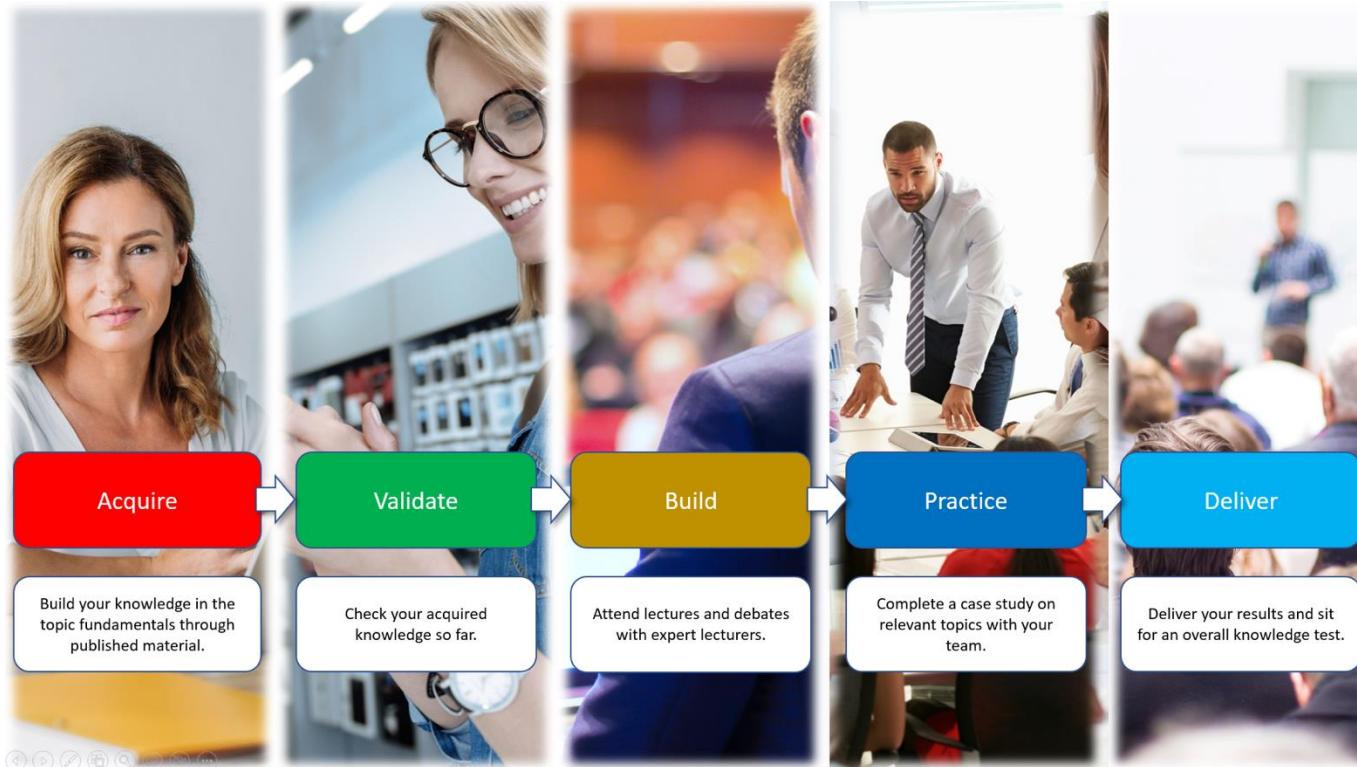 Acquire
Validate
Build
Practice
Deliver
Build your knowledge in the
topic fundamentals through
published material.
Check your acquired
knowledge so far.
Attend lectures and debates
with expert lecturers.
Complete a case study on
relevant topics with your
team.
Deliver your results and sit
for an overall knowledge test.